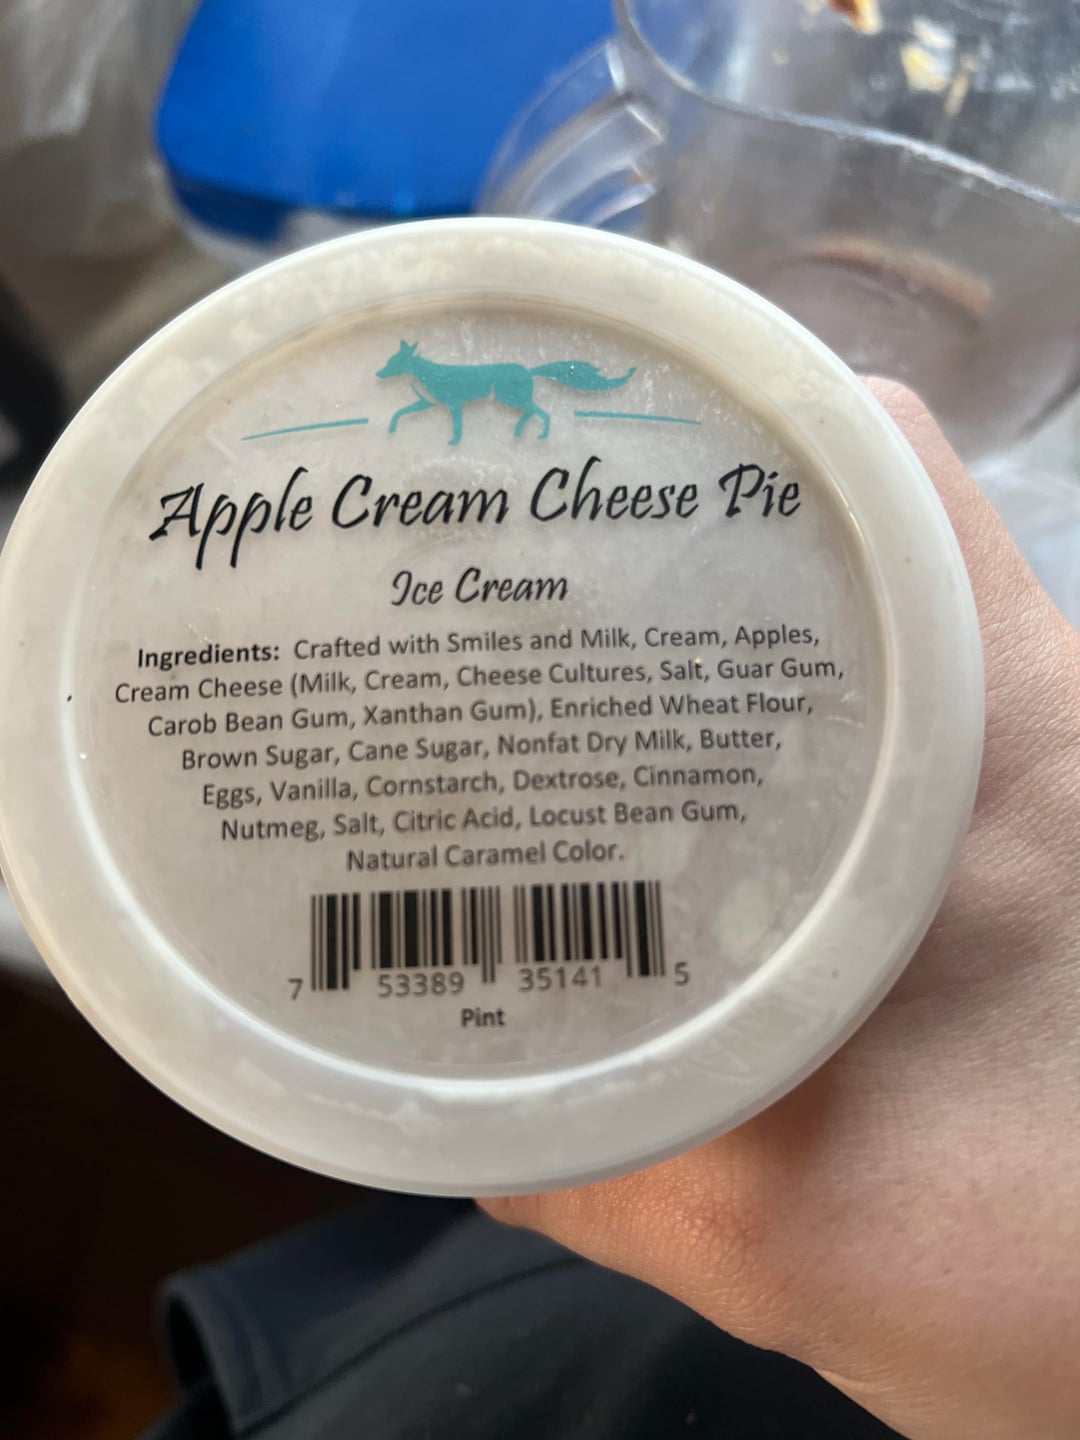 Apple Cream Cheese Pie
Ice Cream
Ingredients: Crafted with Smiles and Milk, Cream, Apples,
Cream Cheese (Milk, Cream, Cheese Cultures, Salt, Guar Gum,
Carob Bean Gum, Xanthan Gum), Enriched Wheat Flour,
Brown Sugar, Cane Sugar, Nonfat Dry Milk, Butter,
Eggs, Vanilla, Cornstarch, Dextrose, Cinnamon,
Nutmeg, Salt, Citric Acid, Locust Bean Gum,
Natural Caramel Color.
7 53389 35141 5
Pint